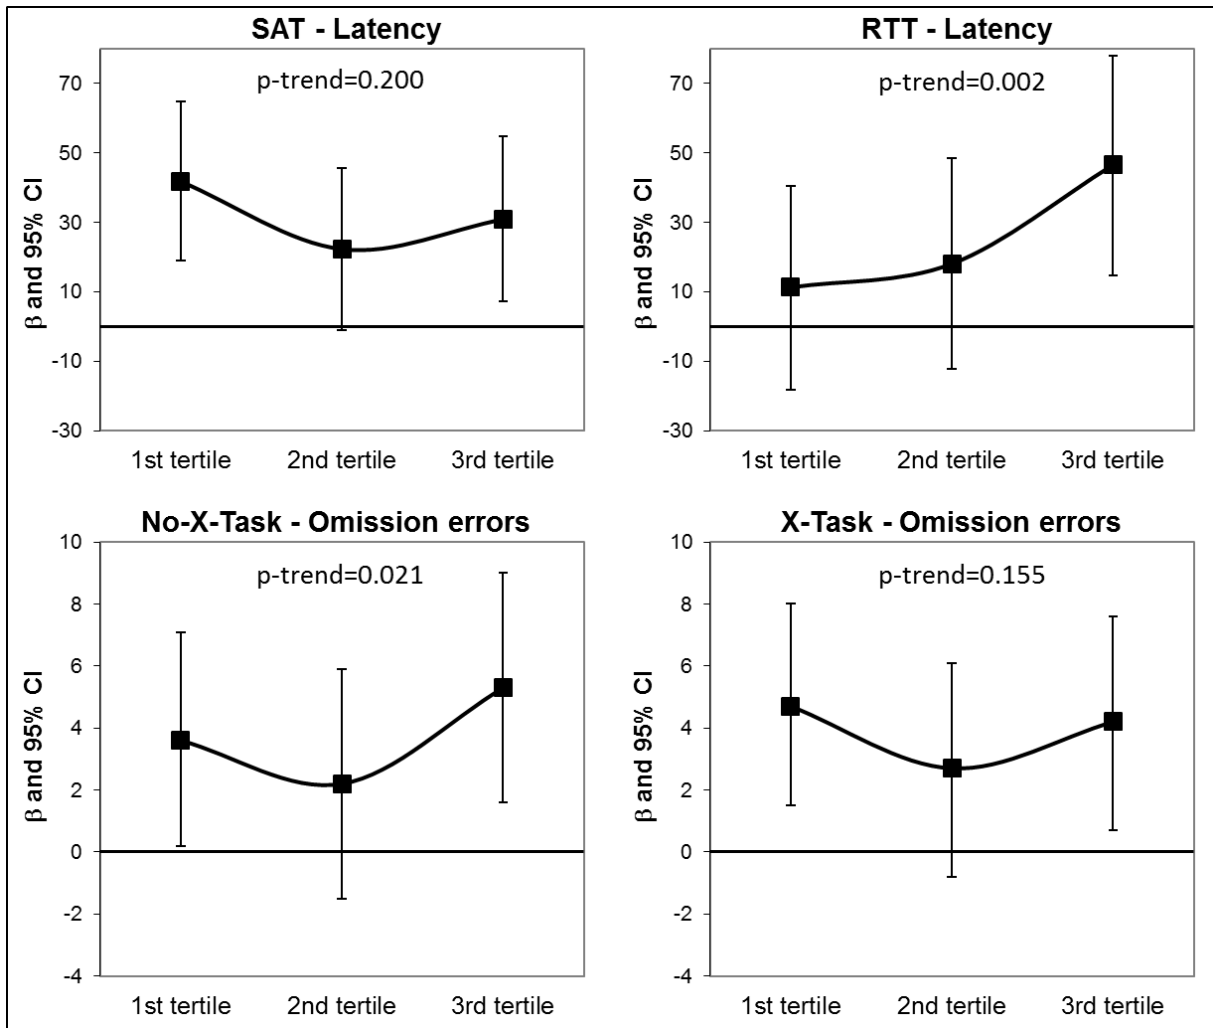 SAT - Latency
p-trend=0.200
β and 95% CI
70
50
30
10
-10
-30
1st tertile 2nd tertile 3rd tertile
RTT - Latency
p-trend=0.002
β and 95% CI
70
50
30
10
-10
-30
1st tertile 2nd tertile 3rd tertile
No-X-Task - Omission errors
p-trend=0.021
β and 95% CI
10
8
6
4
2
0
-2
-4
1st tertile 2nd tertile 3rd tertile
X-Task - Omission errors
p-trend=0.155
β and 95% CI
10
8
6
4
2
0
-2
-4
1st tertile 2nd tertile 3rd tertile